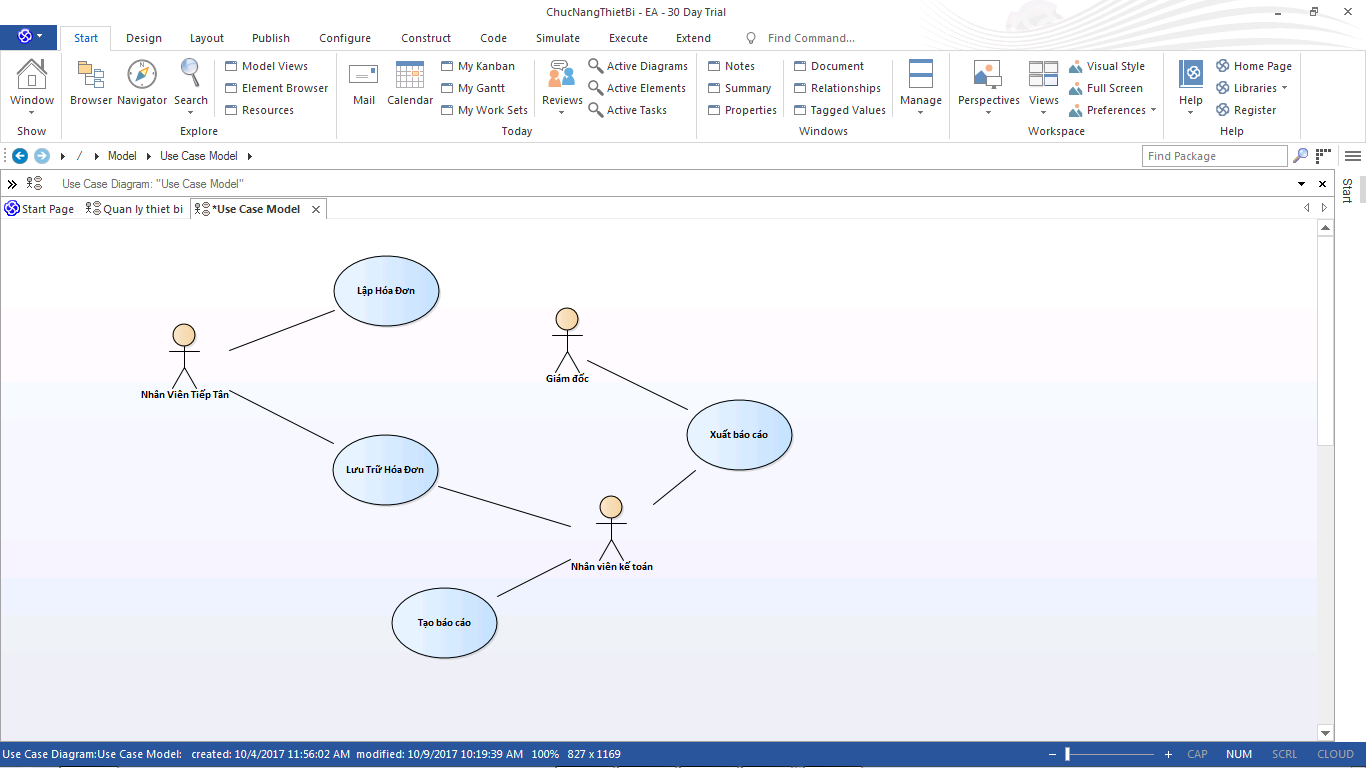 ChucNangThietBi - EA - 30 Day Trial
Start Design Layout Publish Configure Construct Code Simulate Execute Extend Find Command...
Window
Show
Browser
Navigator
Search
Model Views
Element Browser
Resources
Explore
Mail
Calendar
My Kanban
My Gantt
My Work Sets
Reviews
Active Diagrams
Active Elements
Active Tasks
Today
Notes
Summary
Properties
Document
Relationships
Tagged Values
Windows
Manage
Perspectives
Views
Visual Style
Full Screen
Preferences
Workspace
Help
Home Page
Libraries
Register
Help
/ Model Use Case Model
Find Package
Use Case Diagram: "Use Case Model"
Start
Start Page Quan ly thiet bi *Use Case Model
Lập Hóa Đơn
Giám đốc
Nhân Viên Tiếp Tân
Xuất báo cáo
Lưu Trữ Hóa Đơn
Nhân viên kế toán
Tạo báo cáo
Use Case Diagram:Use Case Model: created: 10/4/2017 11:56:02 AM modified: 10/9/2017 10:19:39 AM 100% 827 x 1169
CAP NUM SCRL CLOUD